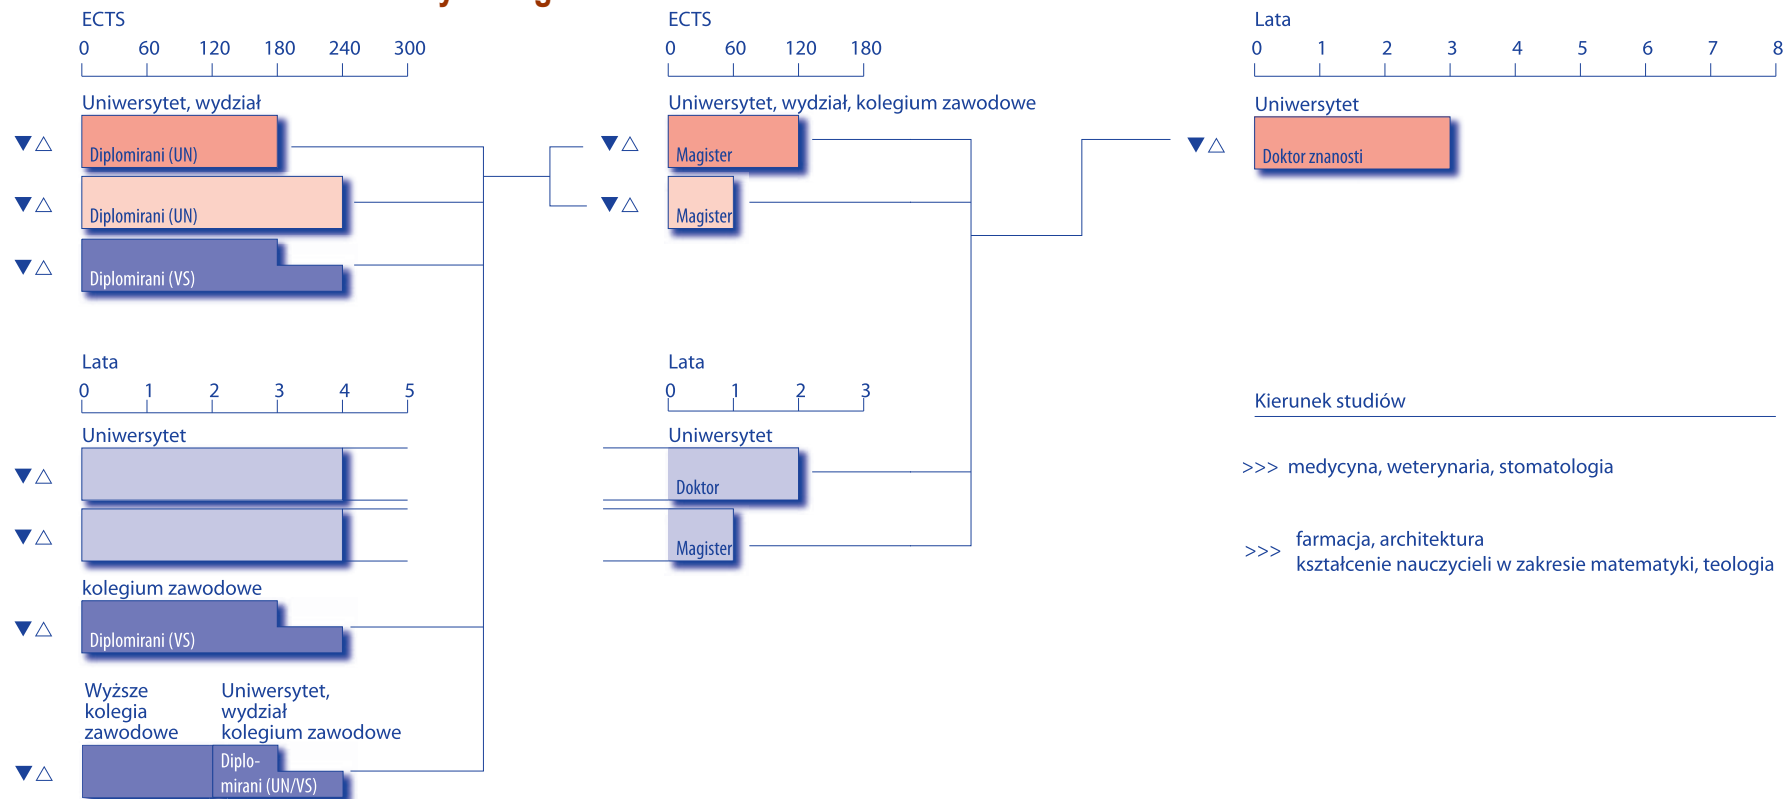 ECTS
0 60 120 180 240 300
Uniwersytet, wydział
Diplomirani (UN)
Diplomirani (UN)
Diplomirani (VS)
Lata
0 1 2 3 4 5
Uniwersytet
kolegium zawodowe
Diplomirani (VS)
Wyższe
kolegia
zawodowe
Uniwersytet,
wydział
kolegium zawodowe
Diplo-
mirani (UN/VS)
ECTS
0 60 120 180
Uniwersytet, wydział, kolegium zawodowe
Magister
Magister
Lata
0 1 2 3
Uniwersytet
Doktor
Magister
Lata
0 1 2 3 4 5 6 7 8
Uniwersytet
Doktor znanosti
Kierunek studiów
>>> medycyna, weterynaria, stomatologia
>>> farmacja, architektura
kształcenie nauczycieli w zakresie matematyki, teologia